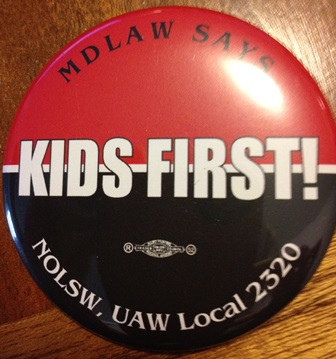 MDLAW SAYS
KIDS FIRST!
NOLSW, UAW Local 2320